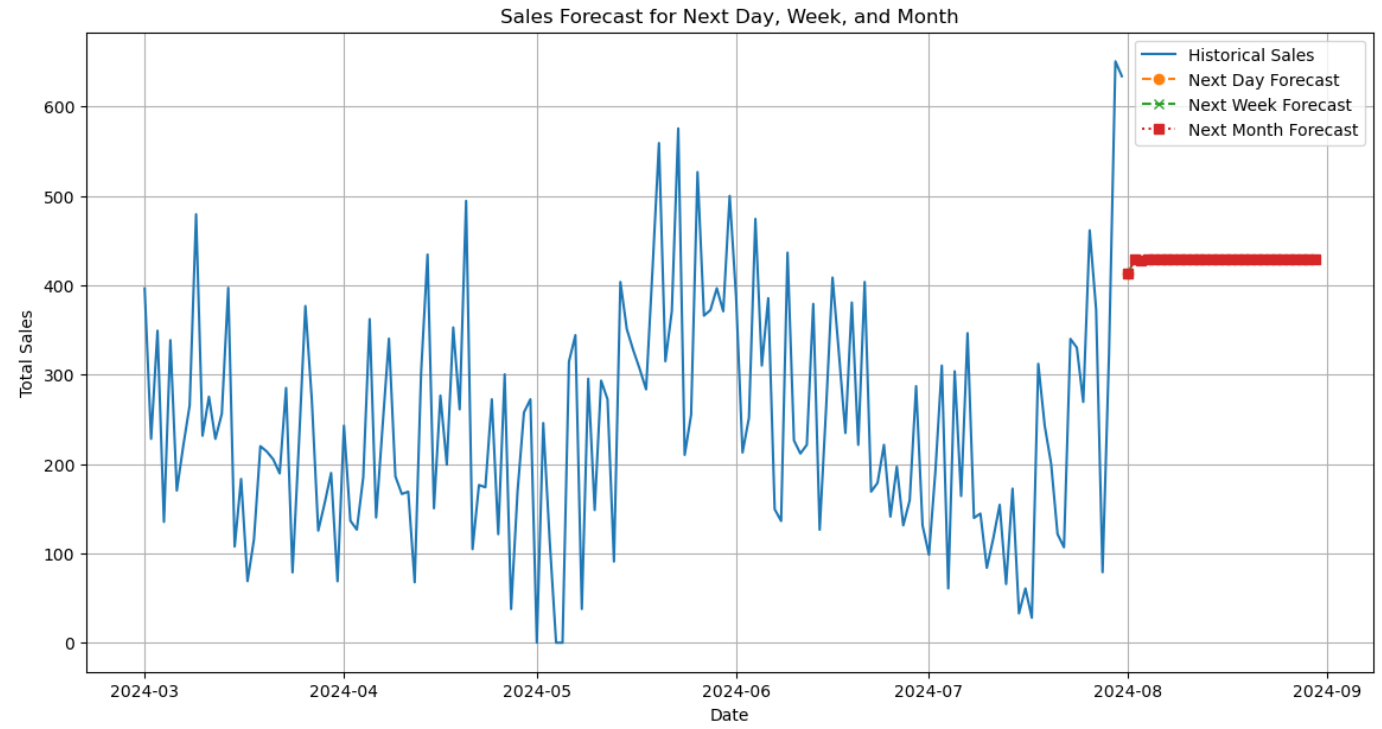 Sales Forecast for Next Day, Week, and Month
Historical Sales
Next Day Forecast
Next Week Forecast
Next Month Forecast
Total Sales
600
500
400
300
200
100
0
2024-03 2024-04 2024-05 2024-06 2024-07 2024-08 2024-09
Date